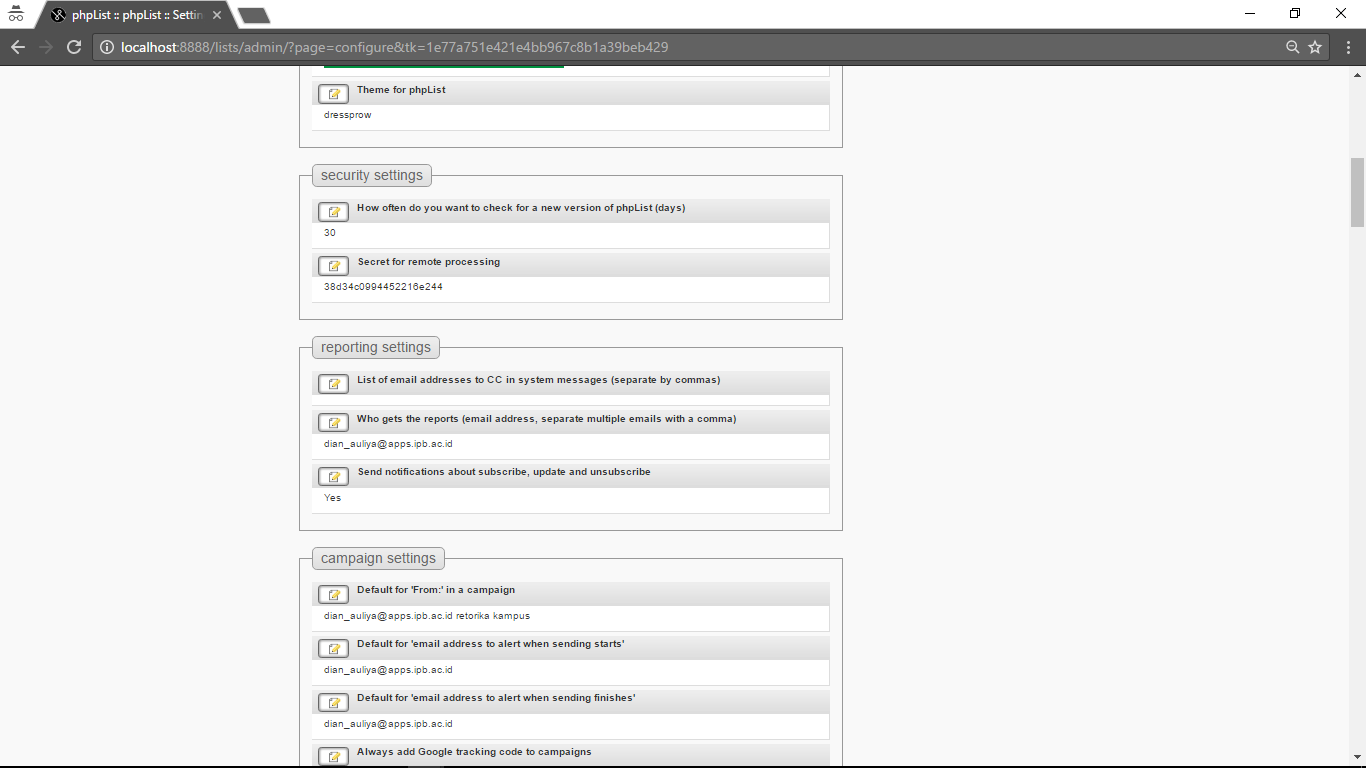 phpList :: phpList :: Settin
localhost:8888/lists/admin/?page=configure&tk=1e77a751e421e4bb967c8b1a39beb429
Theme for phpList
dressprow
security settings
How often do you want to check for a new version of phpList (days)
30
Secret for remote processing
38d34c0994452216e244
reporting settings
List of email addresses to CC in system messages (separate by commas)
Who gets the reports (email address, separate multiple emails with a comma)
dian_auliya@apps.ipb.ac.id
Send notifications about subscribe, update and unsubscribe
Yes
campaign settings
Default for 'From:' in a campaign
dian_auliya@apps.ipb.ac.id retorika kampus
Default for 'email address to alert when sending starts'
dian_auliya@apps.ipb.ac.id
Default for 'email address to alert when sending finishes'
dian_auliya@apps.ipb.ac.id
Always add Google tracking code to campaigns